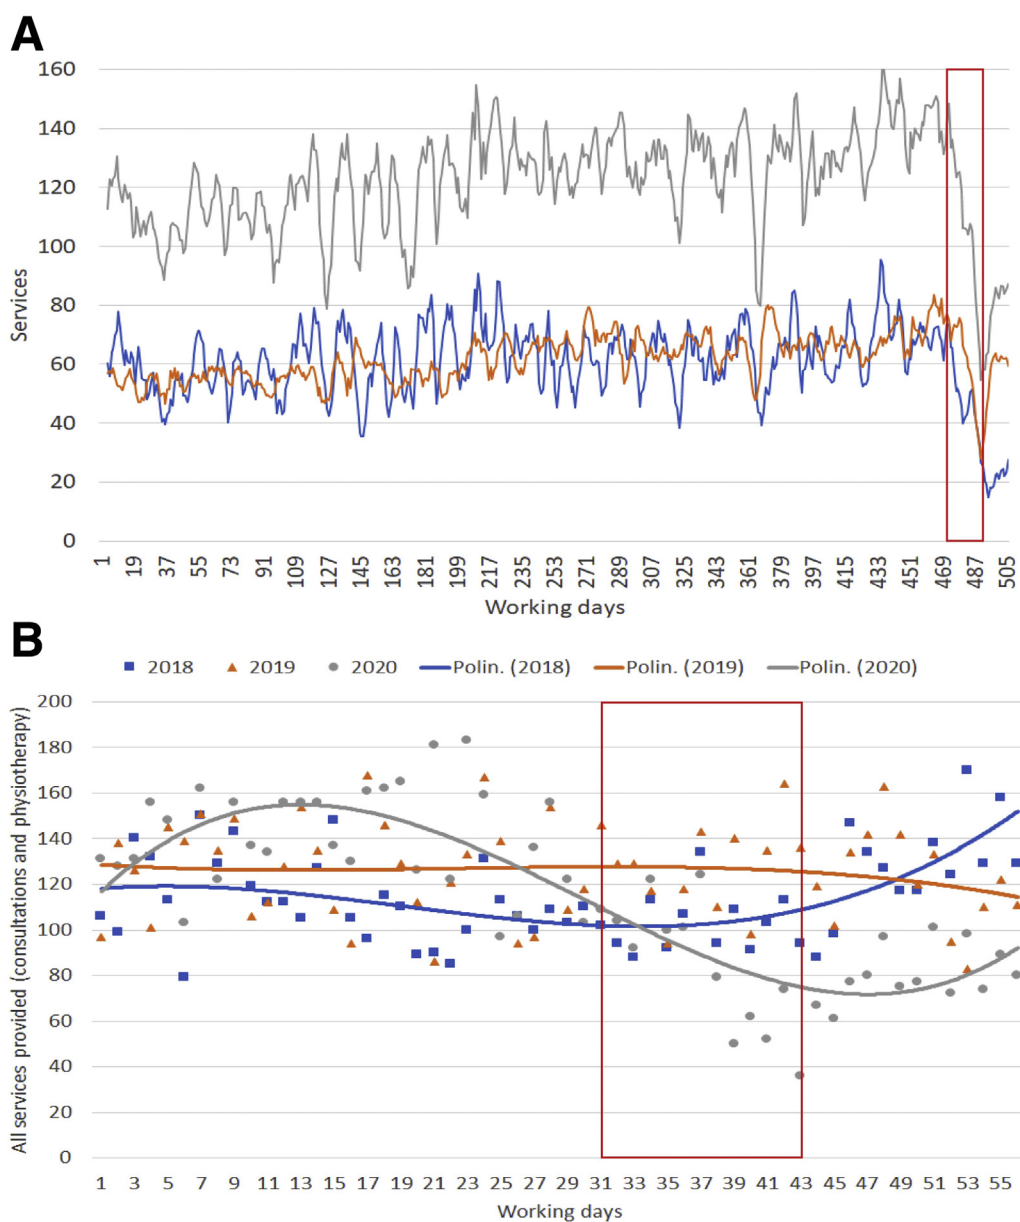 A
160
140
120
100
80
60
40
20
0
Services
1 19 37 55 73 91 109 127 145 163 181 199 217 235 253 271 289 307 325 343 361 379 397 415 433 451 469 487 505
Working days
B
2018 2019 2020 Polin. (2018) Polin. (2019) Polin. (2020)
200
180
160
140
120
100
80
60
40
20
0
All services provided (consultations and physiotherapy)
1 3 5 7 9 11 13 15 17 19 21 23 25 27 29 31 33 35 37 39 41 43 45 47 49 51 53 55
Working days